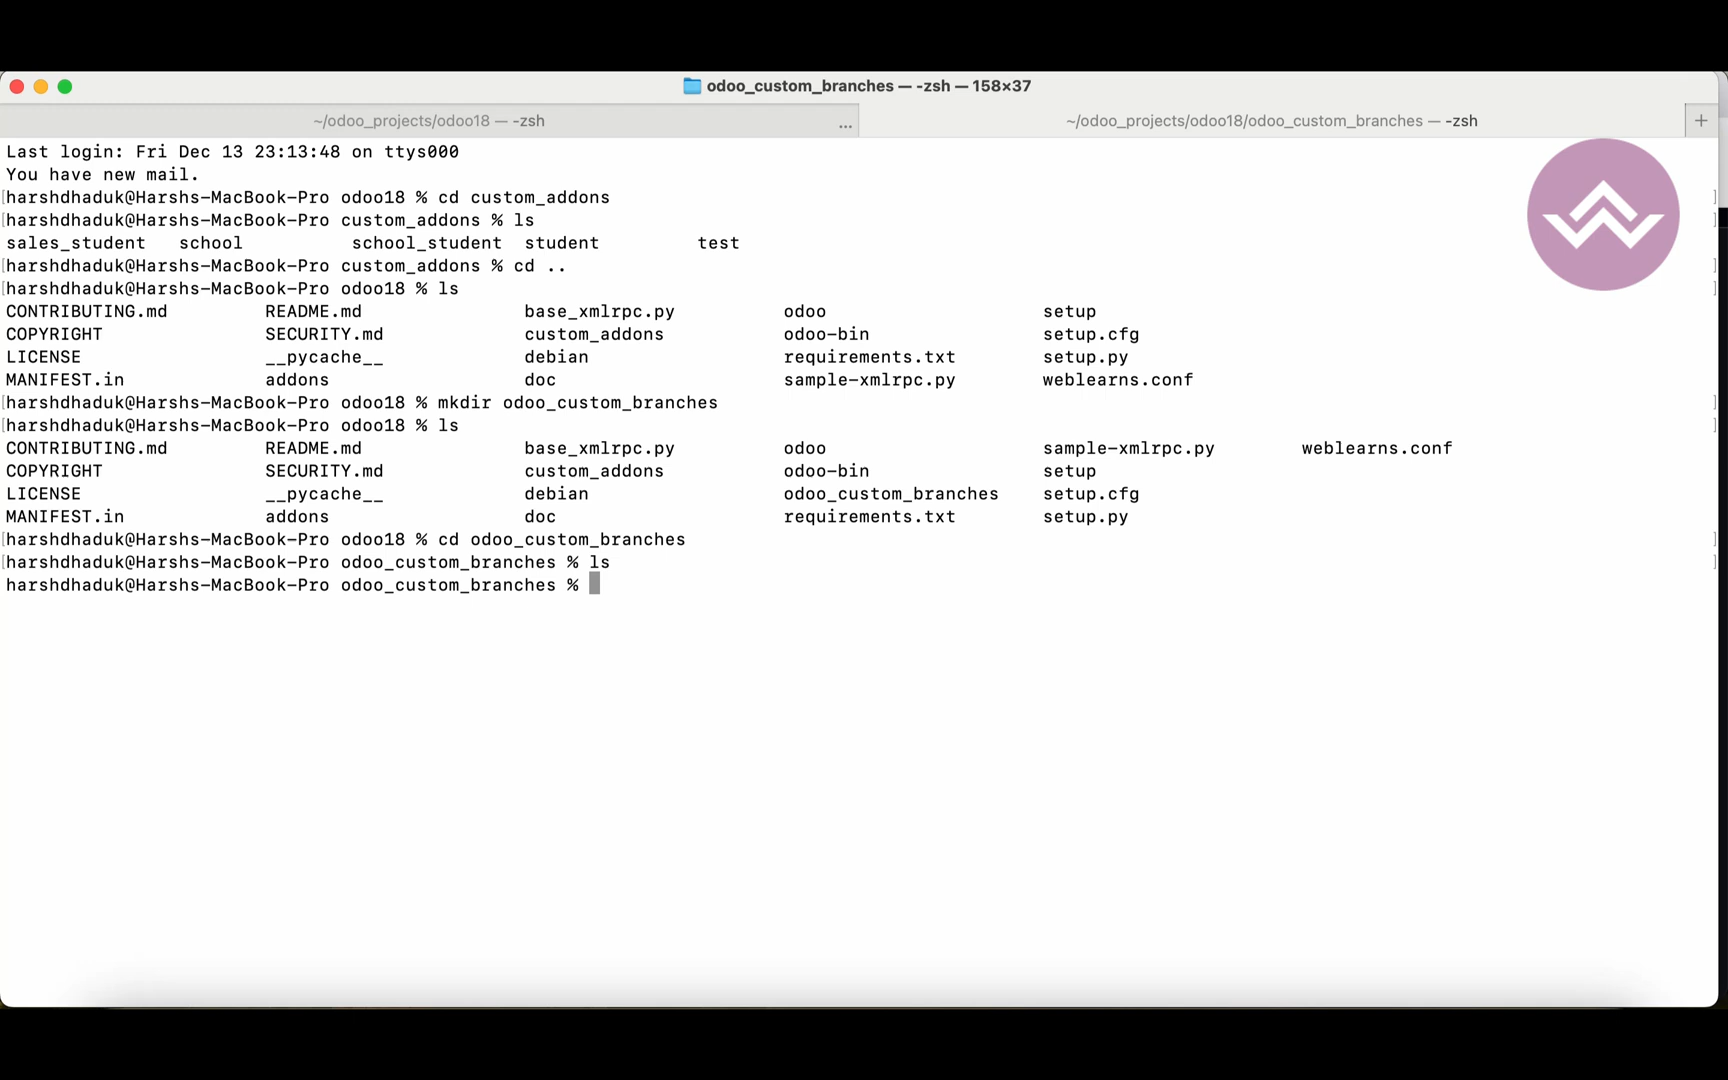 odoo_custom_branches — -zsh — 158×37
~/odoo_projects/odoo18 — -zsh ... ~/odoo_projects/odoo18/odoo_custom_branches — -zsh +
Last login: Fri Dec 13 23:13:48 on ttys000
You have new mail.
[harshdhaduk@Harshs-MacBook-Pro odoo18 % cd custom_addons ]
[harshdhaduk@Harshs-MacBook-Pro custom_addons % ls ]
sales_student school school_student student test
[harshdhaduk@Harshs-MacBook-Pro custom_addons % cd .. ]
[harshdhaduk@Harshs-MacBook-Pro odoo18 % ls ]
CONTRIBUTING.md README.md base_xmlrpc.py odoo setup
COPYRIGHT SECURITY.md custom_addons odoo-bin setup.cfg
LICENSE __pycache__ debian requirements.txt setup.py
MANIFEST.in addons doc sample-xmlrpc.py weblearns.conf
[harshdhaduk@Harshs-MacBook-Pro odoo18 % mkdir odoo_custom_branches ]
[harshdhaduk@Harshs-MacBook-Pro odoo18 % ls ]
CONTRIBUTING.md README.md base_xmlrpc.py odoo sample-xmlrpc.py weblearns.conf
COPYRIGHT SECURITY.md custom_addons odoo-bin setup
LICENSE __pycache__ debian odoo_custom_branches setup.cfg
MANIFEST.in addons doc requirements.txt setup.py
[harshdhaduk@Harshs-MacBook-Pro odoo18 % cd odoo_custom_branches ]
[harshdhaduk@Harshs-MacBook-Pro odoo_custom_branches % ls ]
harshdhaduk@Harshs-MacBook-Pro odoo_custom_branches %